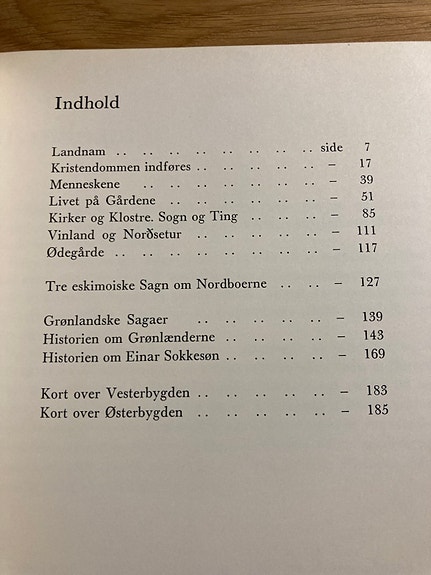 Indhold
Landnam .. .. .. .. .. .. .. .. side 7
Kristendommen indføres .. .. .. .. .. – 17
Menneskene .. .. .. .. .. .. .. – 39
Livet på Gårdene .. .. .. .. .. .. – 51
Kirker og Klostre. Sogn og Ting .. .. .. – 85
Vinland og Norðsetur .. .. .. .. .. – 111
Ødegårde .. .. .. .. .. .. .. .. – 117
Tre eskimoiske Sagn om Nordboerne .. .. – 127
Grønlandske Sagaer .. .. .. .. .. – 139
Historien om Grønlænderne .. .. .. .. – 143
Historien om Einar Sokkesøn .. .. .. .. – 169
Kort over Vesterbygden .. .. .. .. .. – 183
Kort over Østerbygden .. .. .. .. .. – 185